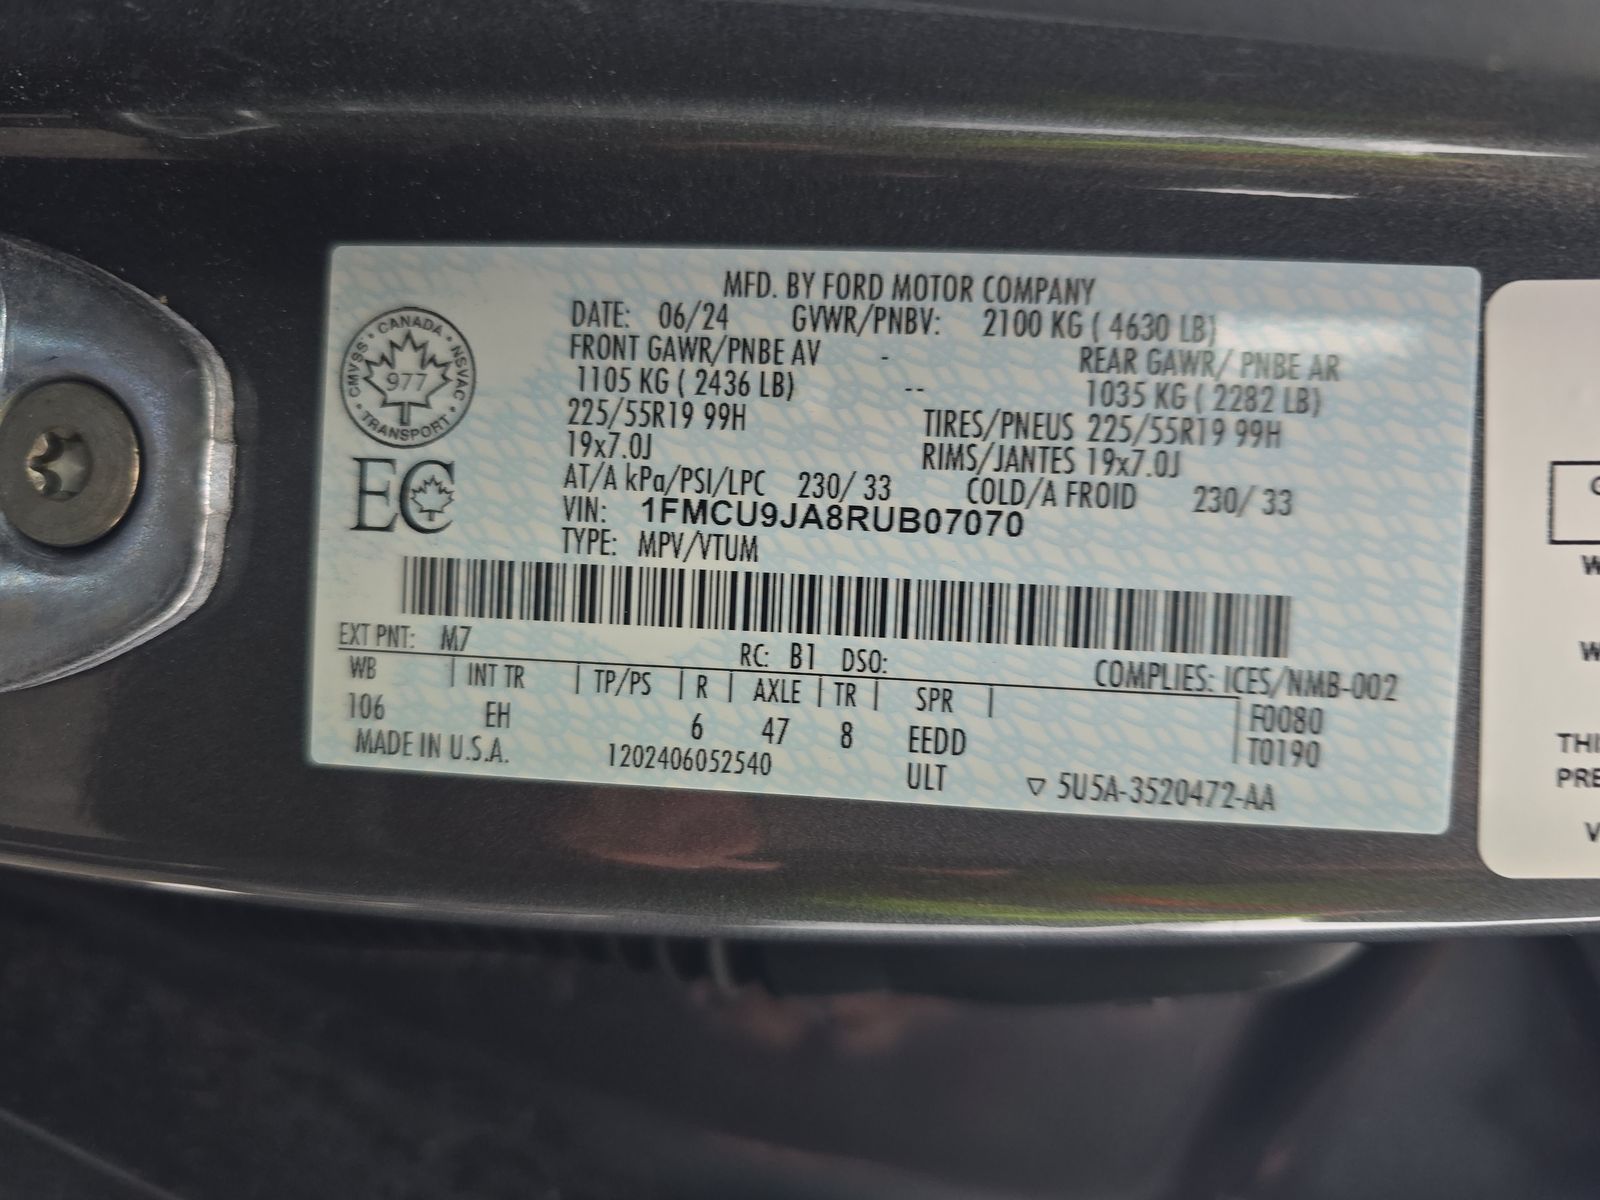 MFD. BY FORD MOTOR COMPANY
DATE: 06/24 GVWR/PNBV: 2100 KG ( 4630 LB)
FRONT GAWR/PNBE AV - REAR GAWR/ PNBE AR
1105 KG ( 2436 LB) -- 1035 KG ( 2282 LB)
225/55R19 99H TIRES/PNEUS 225/55R19 99H
19x7.0J RIMS/JANTES 19x7.0J
AT/A kPa/PSI/LPC 230/ 33 COLD/A FROID 230/ 33
VIN: 1FMCU9JA8RUB07070
TYPE: MPV/VTUM
CANADA
CMVSS 977 NSVAC
TRANSPORT
EC
EXT PNT: M7 RC: B1 DSO: COMPLIES: ICES/NMB-002
WB | INT TR | TP/PS | R | AXLE | TR | SPR | F0080
106 EH 6 47 8 EEDD T0190
MADE IN U.S.A. 1202406052540 ULT ▽ 5U5A-3520472-AA
THI
PRE